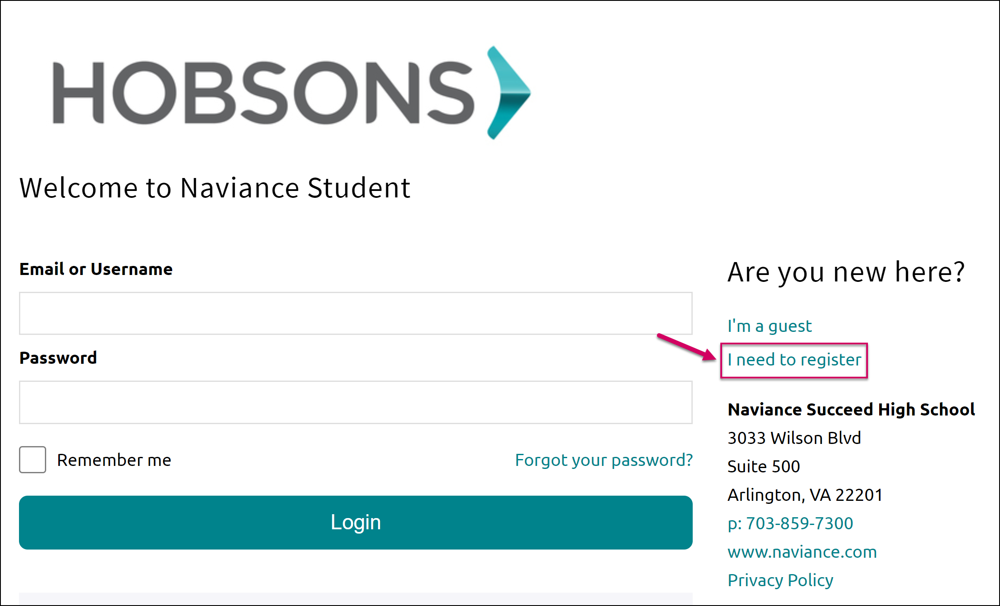 HOBSONS
Welcome to Naviance Student
Email or Username
Password
Remember me
Forgot your password?
Login
Are you new here?
I'm a guest
I need to register
Naviance Succeed High School
3033 Wilson Blvd
Suite 500
Arlington, VA 22201
p: 703-859-7300
www.naviance.com
Privacy Policy